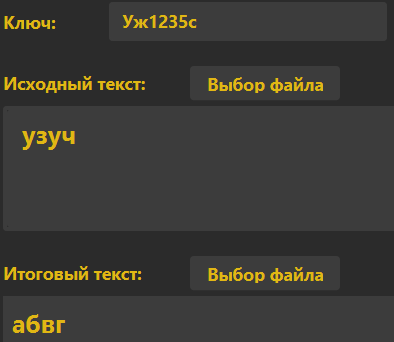 Ключ: Уж1235с
Исходный текст: Выбор файла
узуч
Итоговый текст: Выбор файла
абвг